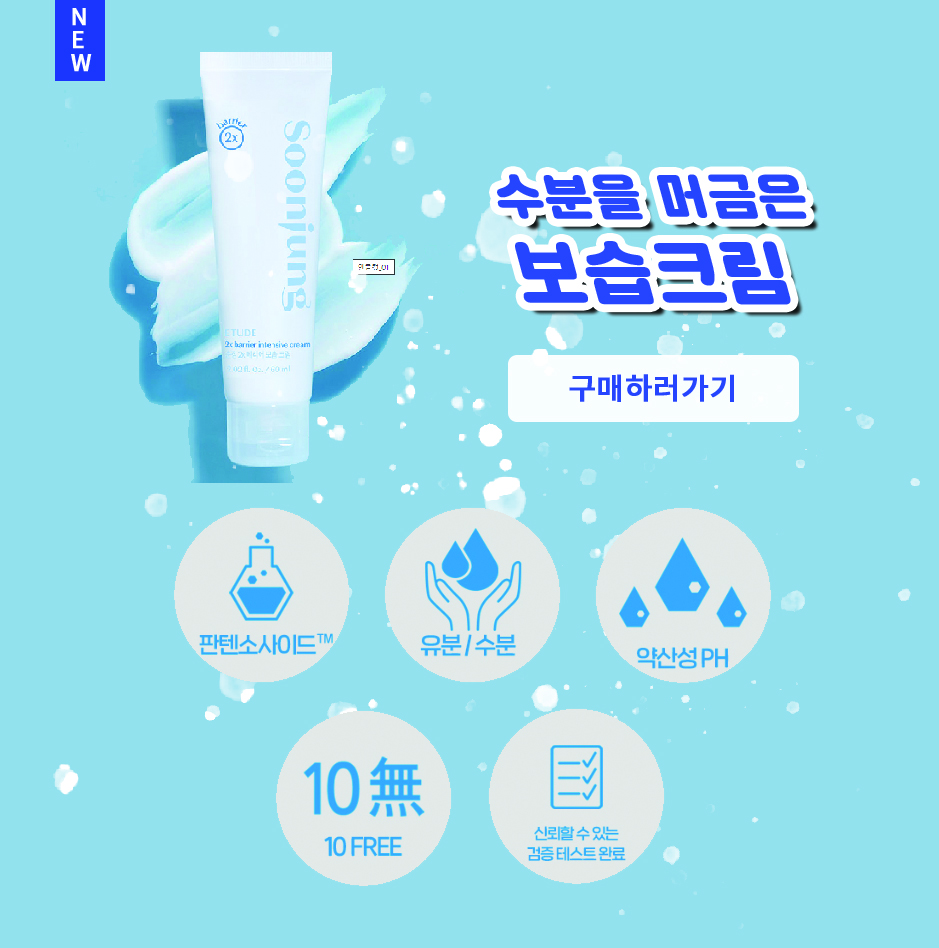 NEW
barrier
2x
soonjung
수분을 머금은
보습크림
ETUDE
2x barrier intensive cream
구매하러가기
판텐소사이드™
유분 / 수분
약산성 PH
10 無
10 FREE
신뢰할 수 있는
검증 테스트 완료